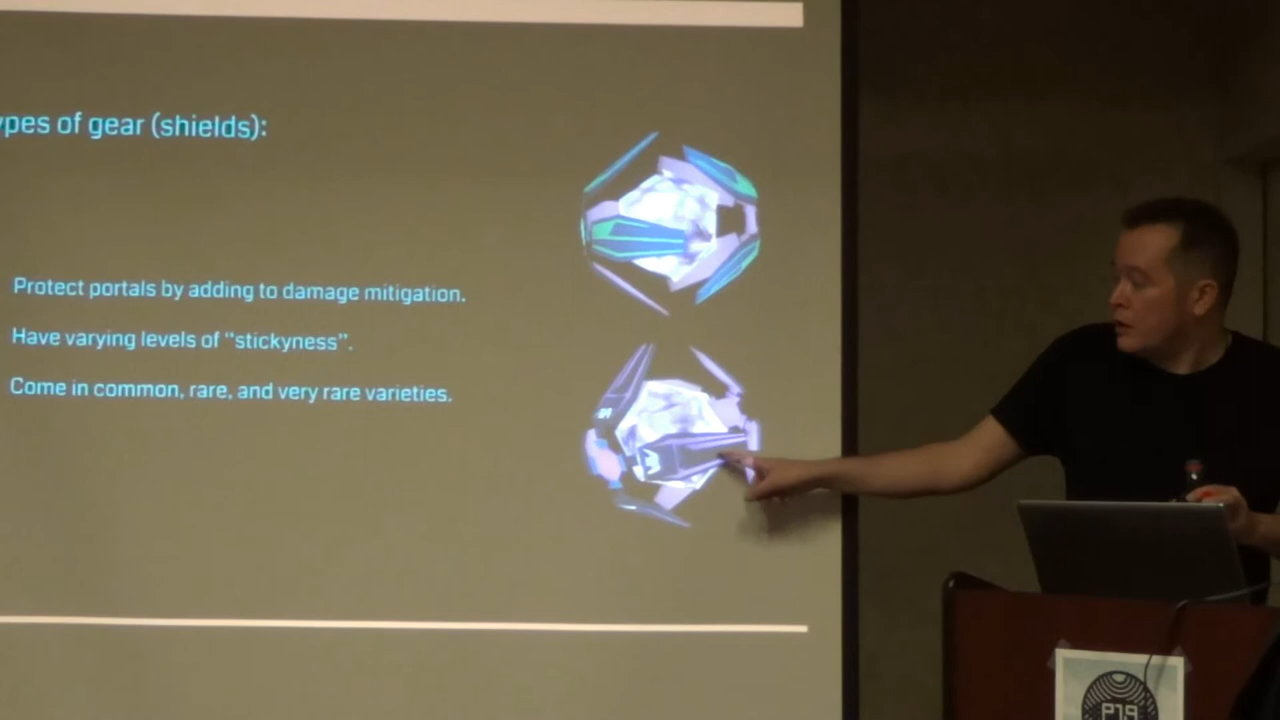 ypes of gear (shields):
Protect portals by adding to damage mitigation.
Have varying levels of “stickyness”.
Come in common, rare, and very rare varieties.
P19